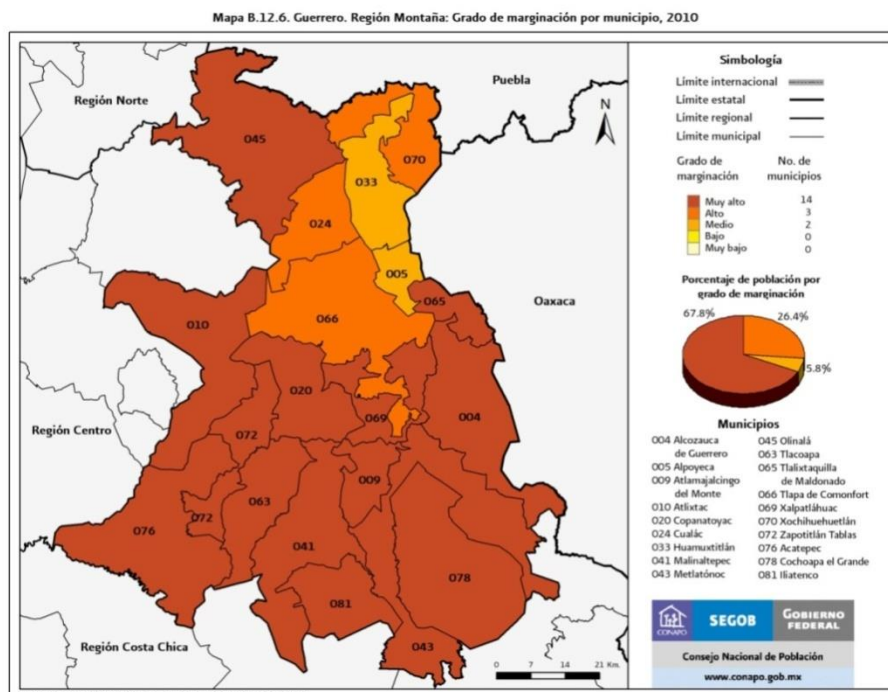 Mapa B.12.6. Guerrero. Región Montaña: Grado de marginación por municipio, 2010
Región Norte
Puebla
N
045
070
033
024
005
Oaxaca
065
010
066
020
Región Centro
069
004
072
009
063
072
076
041
078
081
Región Costa Chica
043
0 7 14 21 Km.
Simbología
Límite internacional
Límite estatal
Límite regional
Límite municipal
Grado de marginación
No. de municipios
Muy alto 14
Alto 3
Medio 2
Bajo 0
Muy bajo 0
Porcentaje de población por
grado de marginación
67.8%
26.4%
5.8%
Municipios
004 Alcozauca
de Guerrero
005 Alpoyeca
009 Atlamajalcingo
del Monte
010 Atlixtac
020 Copanatoyac
024 Cualác
033 Huamuxtitlán
041 Malinaltepec
043 Metlatónoc
045 Olinalá
063 Tlacoapa
065 Tlalixtaquilla
de Maldonado
066 Tlapa de Comonfort
069 Xalpatláhuac
070 Xochihuehuetlán
072 Zapotitlán Tablas
076 Acatepec
078 Cochoapa el Grande
081 Iliatenco
CONAPO
SEGOB
GOBIERNO
FEDERAL
Consejo Nacional de Población
www.conapo.gob.mx